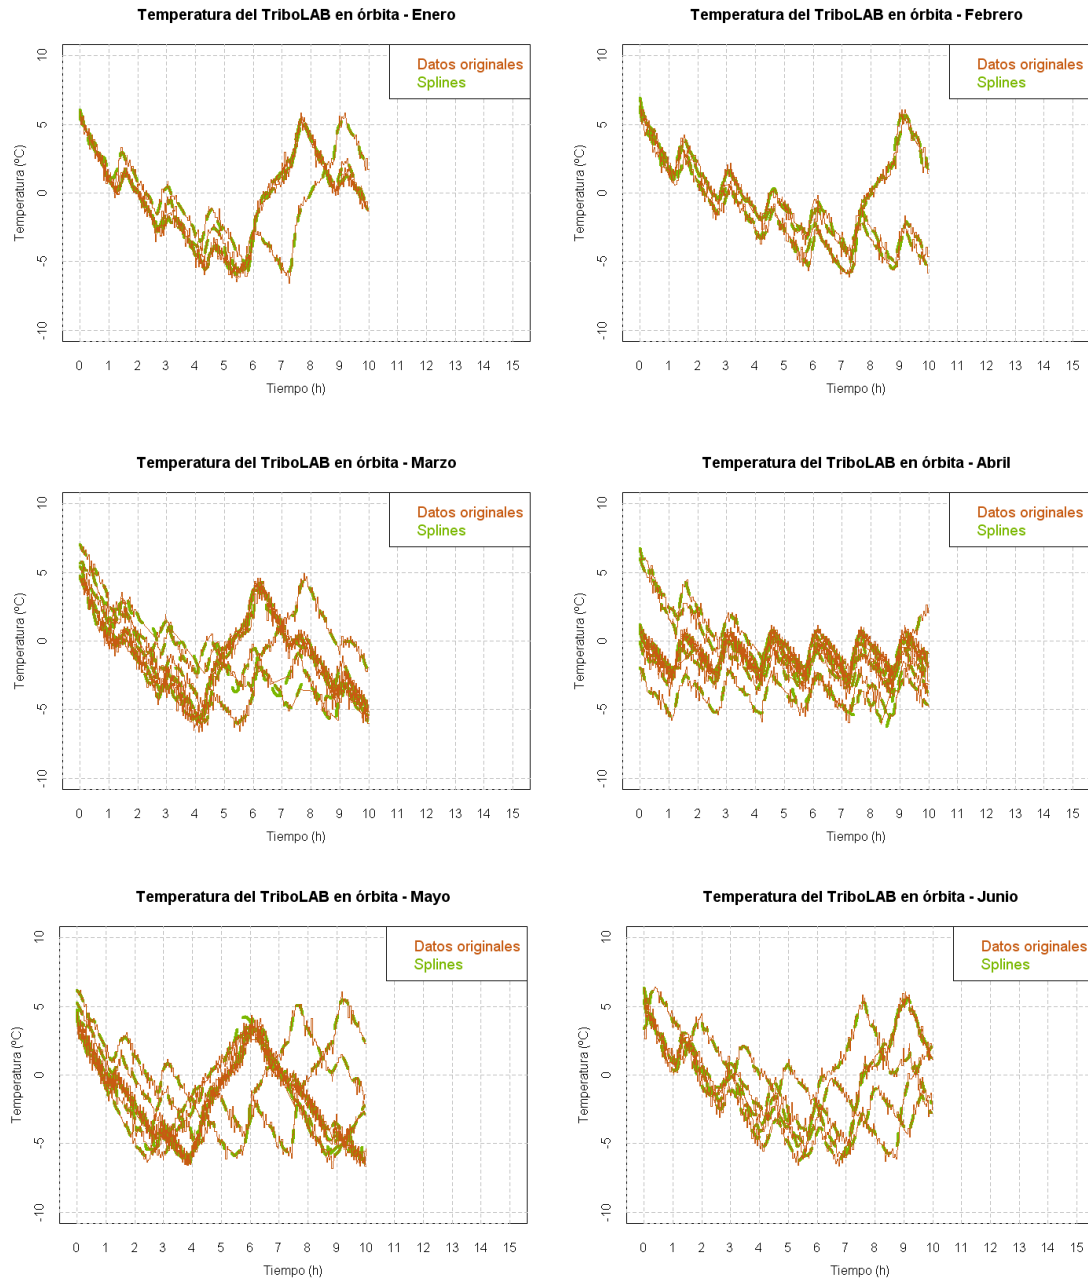 Temperatura del TriboLAB en órbita - Enero
Datos originales
Splines
Temperatura (ºC)
10
5
0
-5
-10
0 1 2 3 4 5 6 7 8 9 10 11 12 13 14 15
Tiempo (h)
Temperatura del TriboLAB en órbita - Febrero
Datos originales
Splines
Temperatura (ºC)
10
5
0
-5
-10
0 1 2 3 4 5 6 7 8 9 10 11 12 13 14 15
Tiempo (h)
Temperatura del TriboLAB en órbita - Marzo
Datos originales
Splines
Temperatura (ºC)
10
5
0
-5
-10
0 1 2 3 4 5 6 7 8 9 10 11 12 13 14 15
Tiempo (h)
Temperatura del TriboLAB en órbita - Abril
Datos originales
Splines
Temperatura (ºC)
10
5
0
-5
-10
0 1 2 3 4 5 6 7 8 9 10 11 12 13 14 15
Tiempo (h)
Temperatura del TriboLAB en órbita - Mayo
Datos originales
Splines
Temperatura (ºC)
10
5
0
-5
-10
0 1 2 3 4 5 6 7 8 9 10 11 12 13 14 15
Tiempo (h)
Temperatura del TriboLAB en órbita - Junio
Datos originales
Splines
Temperatura (ºC)
10
5
0
-5
-10
0 1 2 3 4 5 6 7 8 9 10 11 12 13 14 15
Tiempo (h)